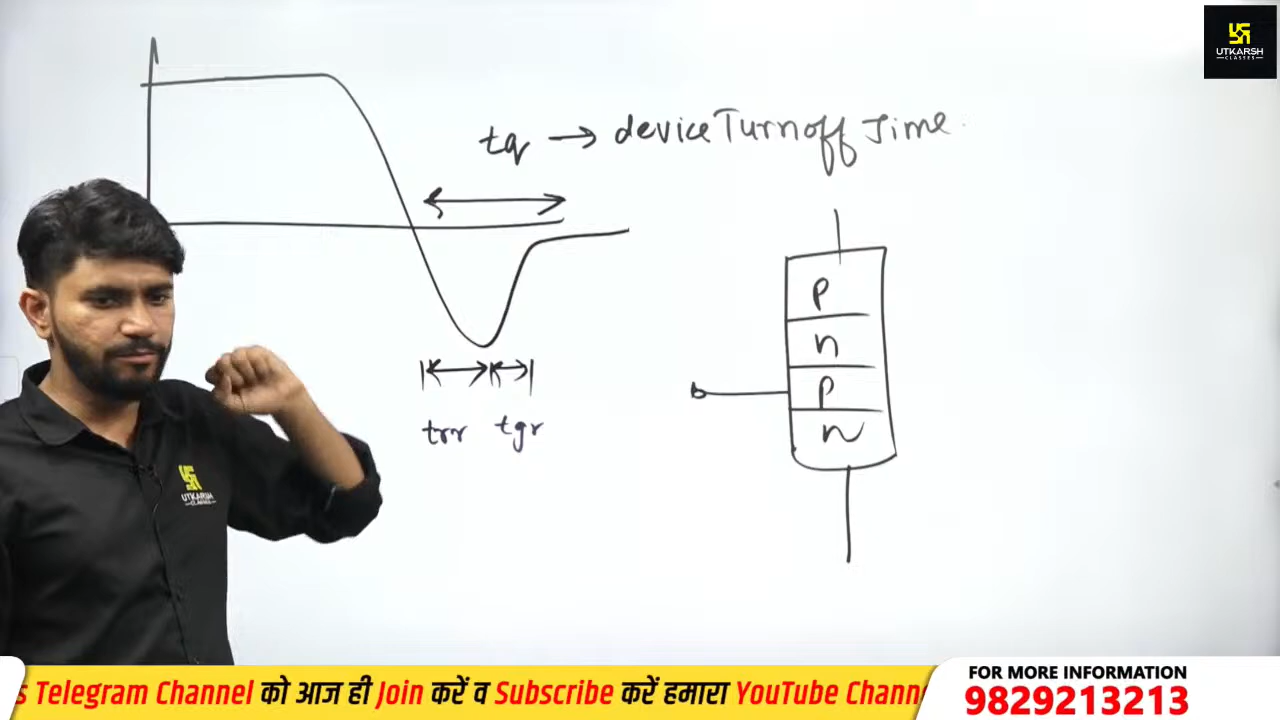 UTKARSH
CLASSES
tq → device Turnoff Time
p
n
p
n
trr tgr
UTKARSH
CLASSES
s Telegram Channel को आज ही Join करें व Subscribe करें हमारा YouTube Chann
FOR MORE INFORMATION
9829213213